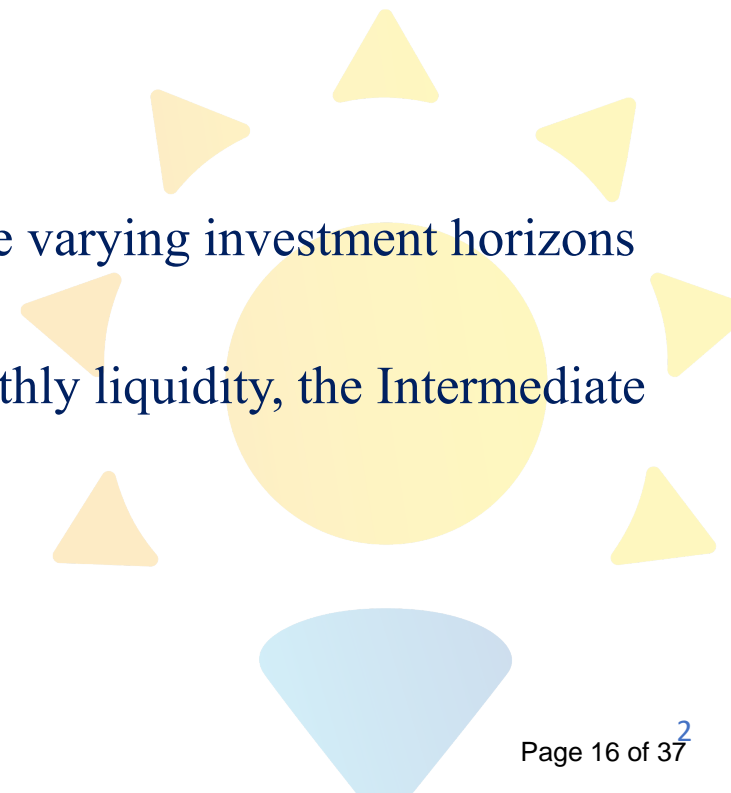 e varying investment horizons
thly liquidity, the Intermediate
2
Page 16 of 37